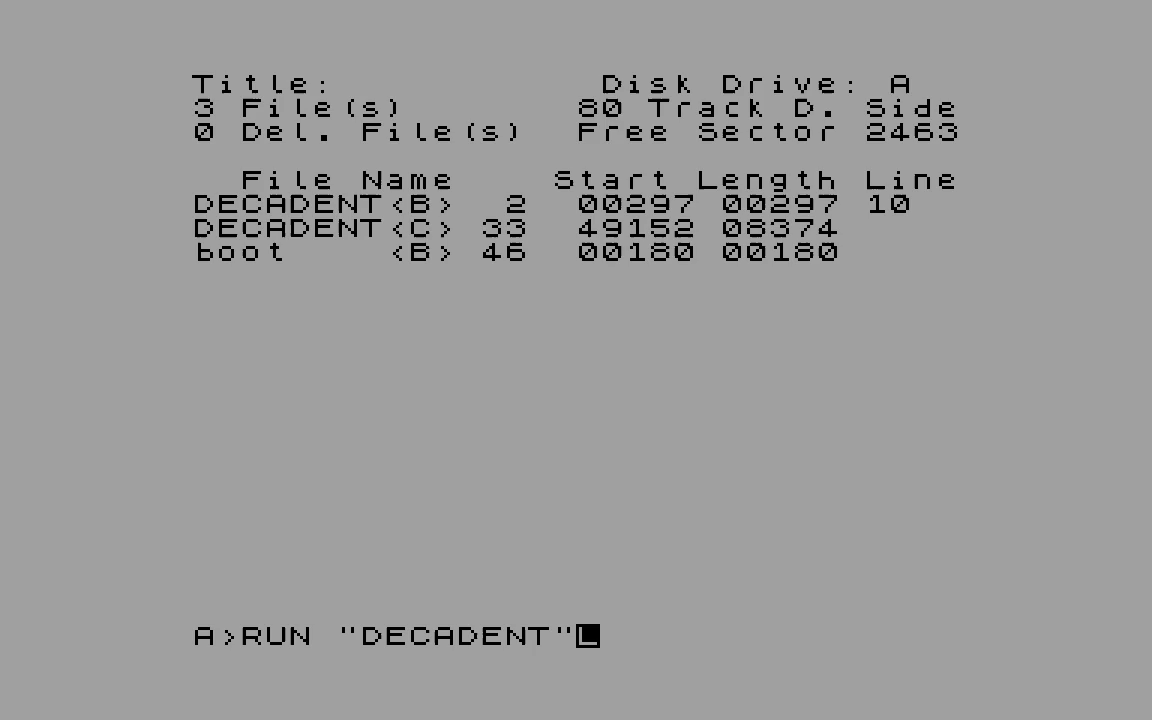 Title: Disk Drive: A
3 File(s) 80 Track D. Side
0 Del. File(s) Free Sector 2463
File Name Start Length Line
DECADENT<B> 2 00297 00297 10
DECADENT<C> 33 49152 08374
boot <B> 46 00180 00180
A>RUN "DECADENT"L